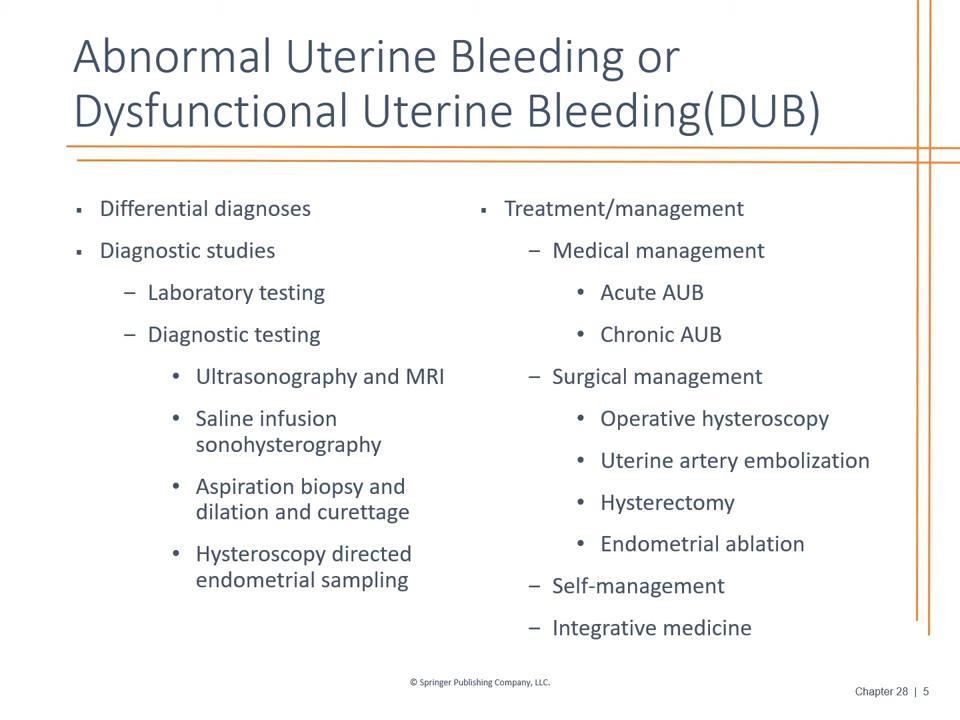 Abnormal Uterine Bleeding or
Dysfunctional Uterine Bleeding(DUB)
▪ Differential diagnoses
▪ Diagnostic studies
– Laboratory testing
– Diagnostic testing
• Ultrasonography and MRI
• Saline infusion
sonohysterography
• Aspiration biopsy and
dilation and curettage
• Hysteroscopy directed
endometrial sampling
▪ Treatment/management
– Medical management
• Acute AUB
• Chronic AUB
– Surgical management
• Operative hysteroscopy
• Uterine artery embolization
• Hysterectomy
• Endometrial ablation
– Self-management
– Integrative medicine
© Springer Publishing Company, LLC.
Chapter 28 | 5